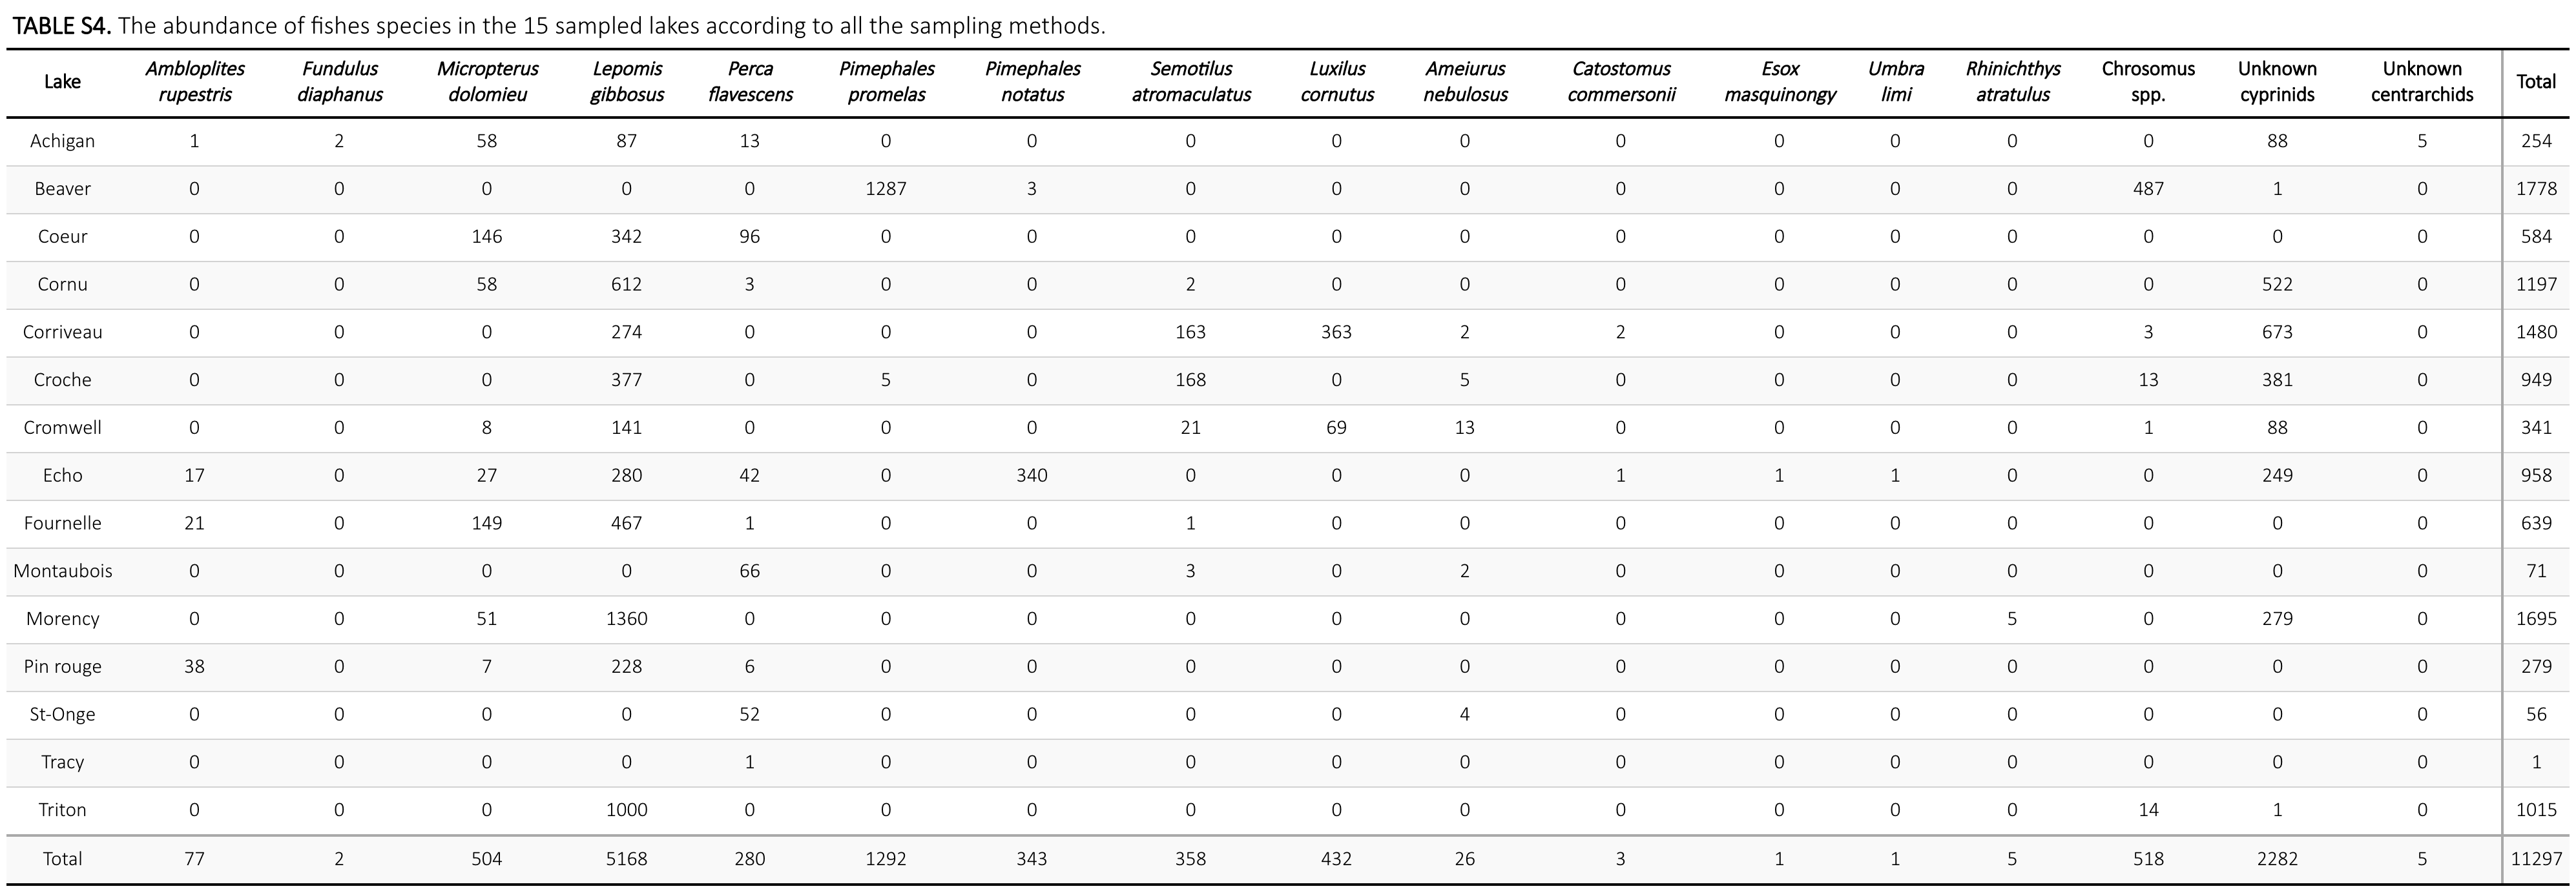 TABLE S4. The abundance of fishes species in the 15 sampled lakes according to all the sampling methods.
Lake Ambloplites rupestris Fundulus diaphanus Micropterus dolomieu Lepomis gibbosus Perca flavescens Pimephales promelas Pimephales notatus Semotilus atromaculatus Luxilus cornutus Ameiurus nebulosus Catostomus commersonii Esox masquinongy Umbra limi Rhinichthys atratulus Chrosomus spp. Unknown cyprinids Unknown centrarchids Total
Achigan 1 2 58 87 13 0 0 0 0 0 0 0 0 0 0 88 5 254
Beaver 0 0 0 0 0 1287 3 0 0 0 0 0 0 0 487 1 0 1778
Coeur 0 0 146 342 96 0 0 0 0 0 0 0 0 0 0 0 0 584
Cornu 0 0 58 612 3 0 0 2 0 0 0 0 0 0 0 522 0 1197
Corriveau 0 0 0 274 0 0 0 163 363 2 2 0 0 0 3 673 0 1480
Croche 0 0 0 377 0 5 0 168 0 5 0 0 0 0 13 381 0 949
Cromwell 0 0 8 141 0 0 0 21 69 13 0 0 0 0 1 88 0 341
Echo 17 0 27 280 42 0 340 0 0 0 1 1 1 0 0 249 0 958
Fournelle 21 0 149 467 1 0 0 1 0 0 0 0 0 0 0 0 0 639
Montaubois 0 0 0 0 66 0 0 3 0 2 0 0 0 0 0 0 0 71
Morency 0 0 51 1360 0 0 0 0 0 0 0 0 0 5 0 279 0 1695
Pin rouge 38 0 7 228 6 0 0 0 0 0 0 0 0 0 0 0 0 279
St-Onge 0 0 0 0 52 0 0 0 0 4 0 0 0 0 0 0 0 56
Tracy 0 0 0 0 1 0 0 0 0 0 0 0 0 0 0 0 0 1
Triton 0 0 0 1000 0 0 0 0 0 0 0 0 0 0 14 1 0 1015
Total 77 2 504 5168 280 1292 343 358 432 26 3 1 1 5 518 2282 5 11297